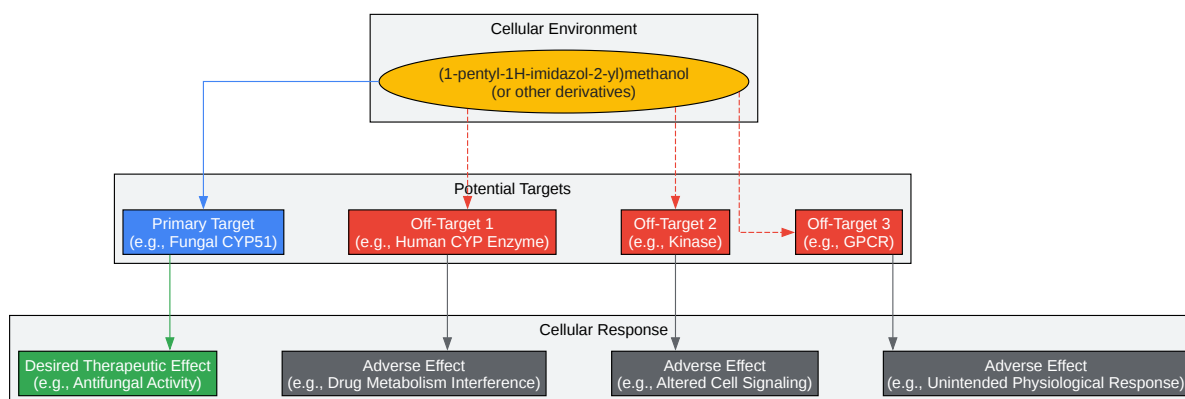 Cellular Environment
(1-pentyl-1H-imidazol-2-yl)methanol
(or other derivatives)
Potential Targets
Primary Target
(e.g., Fungal CYP51)
Off-Target 1
(e.g., Human CYP Enzyme)
Off-Target 2
(e.g., Kinase)
Off-Target 3
(e.g., GPCR)
Cellular Response
Desired Therapeutic Effect
(e.g., Antifungal Activity)
Adverse Effect
(e.g., Drug Metabolism Interference)
Adverse Effect
(e.g., Altered Cell Signaling)
Adverse Effect
(e.g., Unintended Physiological Response)